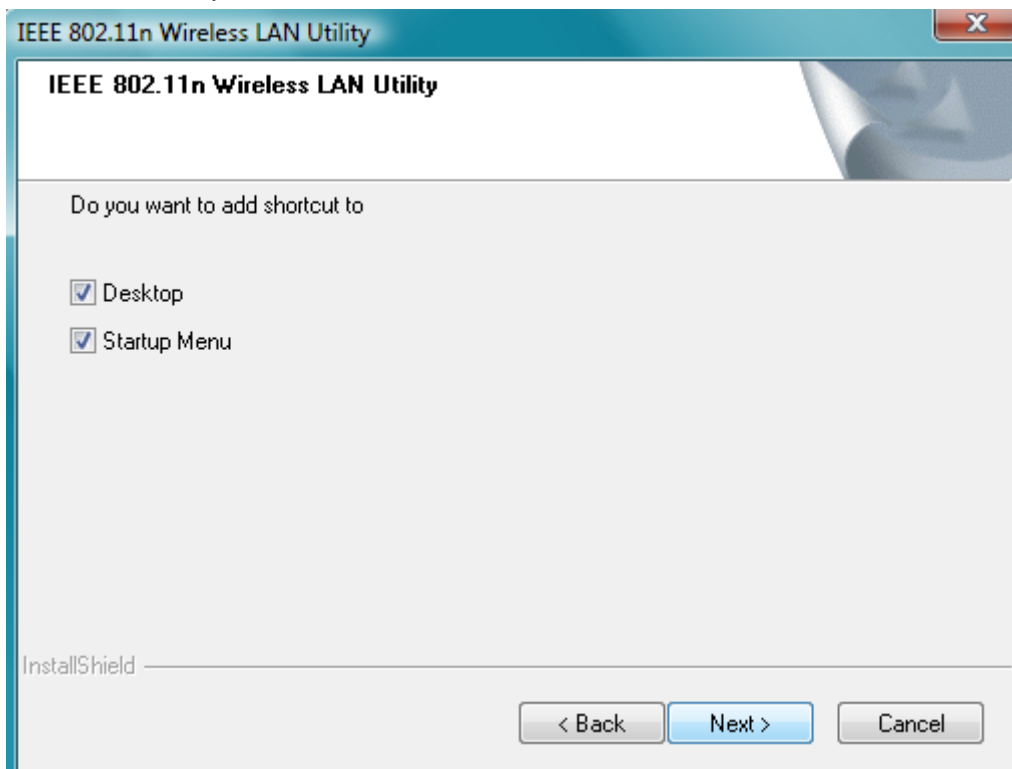 IEEE 802.11n Wireless LAN Utility
IEEE 802.11n Wireless LAN Utility
Do you want to add shortcut to
Desktop
Startup Menu
InstallShield
< Back Next > Cancel